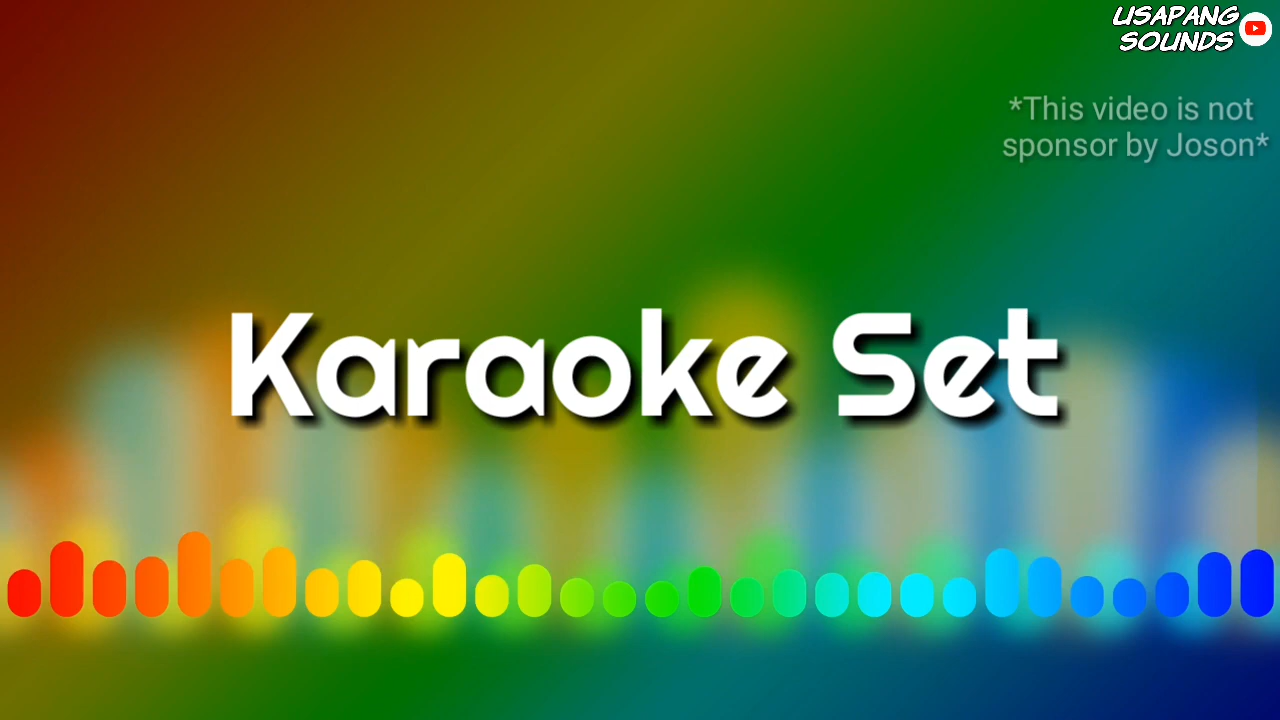 USAPANG
SOUNDS
*This video is not
sponsor by Joson*
Karaoke Set